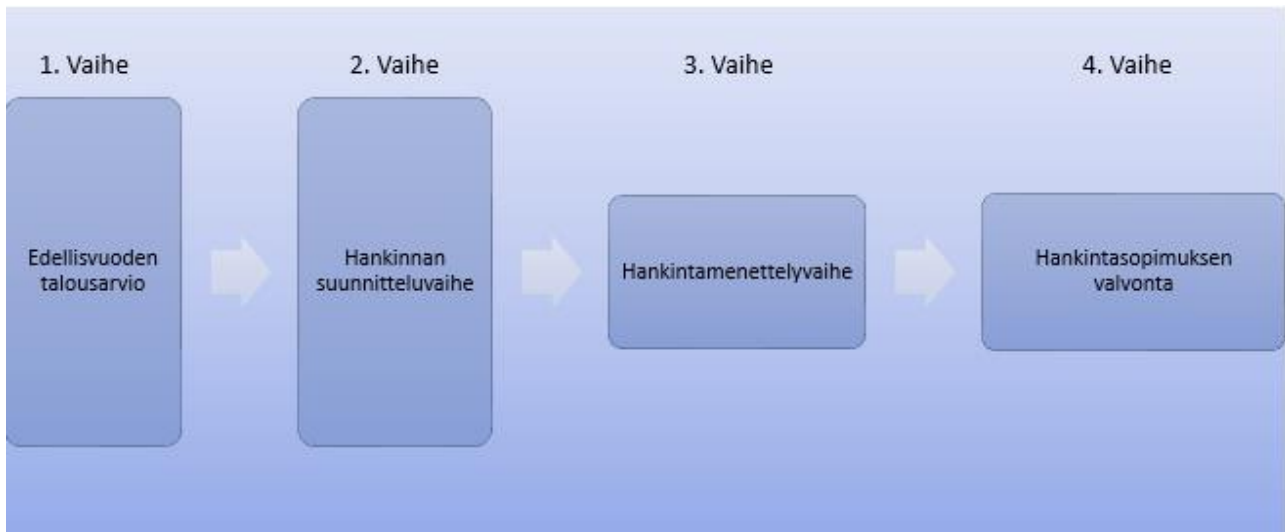 1. Vaihe
2. Vaihe
3. Vaihe
4. Vaihe
Edellisvuoden
talousarvio
Hankinnan
suunnitteluvaihe
Hankintamenettelyvaihe
Hankintasopimuksen
valvonta